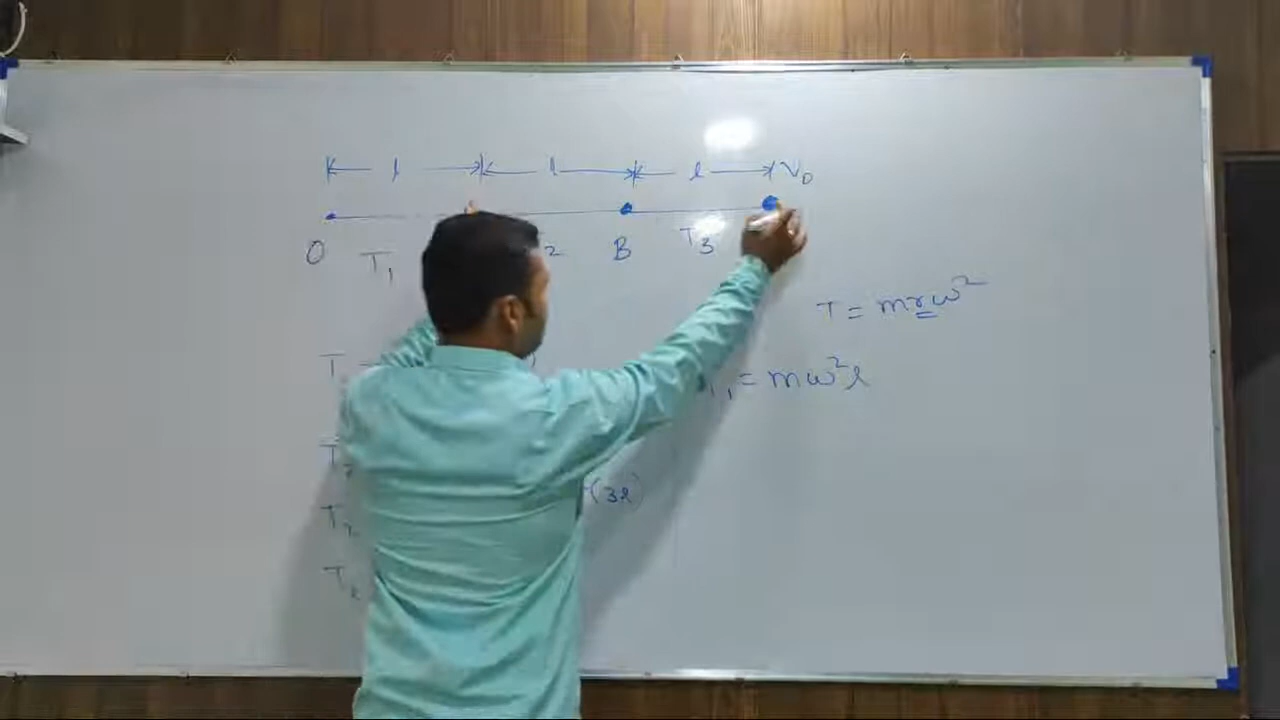 l l l V₀
O T₁ 2 B T₃
T = mrω²
T
T₁ = mω²l
T₂
(3l)
T₂
T₂